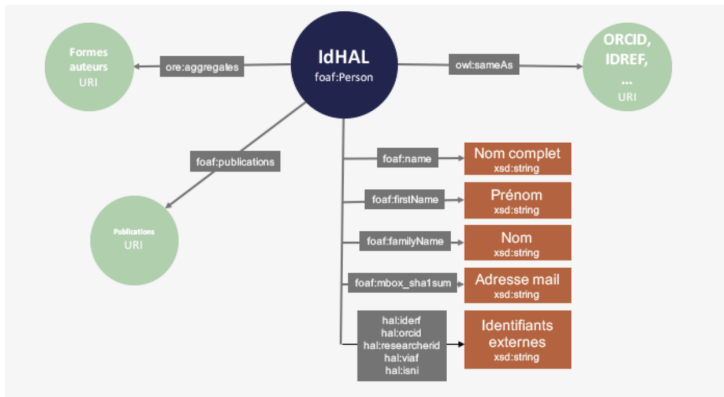 Formes
auteurs
URI
ore:aggregates
IdHAL
foaf:Person
owl:sameAs
ORCID,
IDREF,
...
URI
foaf:publications
Publications
URI
foaf:name
Nom complet
xsd:string
foaf:firstName
Prénom
xsd:string
foaf:familyName
Nom
xsd:string
foaf:mbox_sha1sum
Adresse mail
xsd:string
hal:iderf
hal:orcid
hal:researcherid
hal:viaf
hal:isni
Identifiants
externes
xsd:string